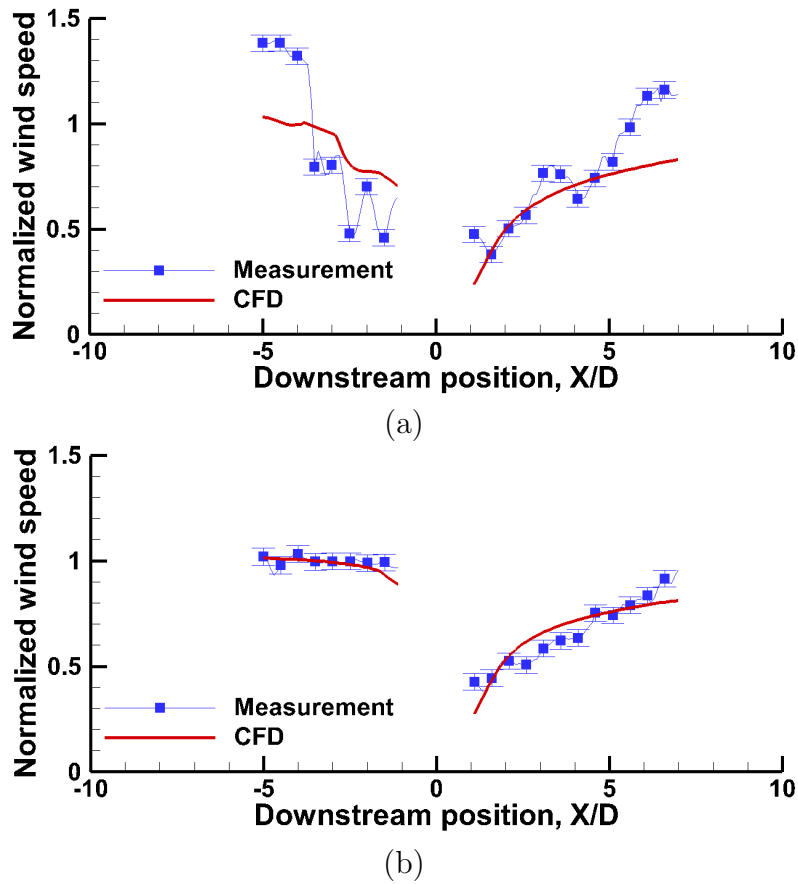 1.5
1
0.5
0
Normalized wind speed
Measurement
CFD
-10 -5 0 5 10
Downstream position, X/D
(a)
1.5
1
0.5
0
Normalized wind speed
Measurement
CFD
-10 -5 0 5 10
Downstream position, X/D
(b)